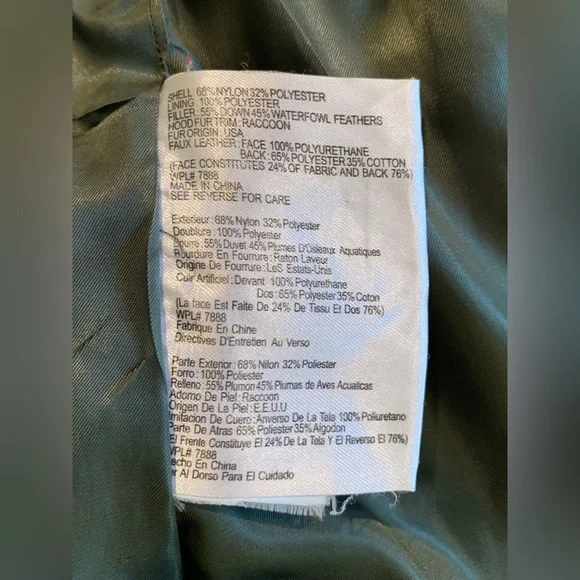 SHELL 68% NYLON 32% POLYESTER
LINING 100% POLYESTER
FILLER: 55% DOWN 45% WATERFOWL FEATHERS
HOOD FUR TRIM: RACCOON
FUR ORIGIN: USA
FAUX LEATHER: FACE 100% POLYURETHANE
BACK: 65% POLYESTER 35% COTTON
(FACE CONSTITUTES 24% OF FABRIC AND BACK 76%)
WPL# 7888
MADE IN CHINA
SEE REVERSE FOR CARE
Exterieur: 68% Nylon 32% Polyester
Doublure: 100% Polyester
Bourre: 55% Duvet 45% Plumes D'Oiseaux Aquatiques
Bourdure En Fourrure: Raton Laveur
Origine De Fourrure: Les Estats-Unis
Cuir Artificiel: Devant 100% Polyurethane
Dos: 65% Polyester 35% Coton
(La face Est Faite De 24% De Tissu Et Dos 76%)
WPL# 7888
Fabrique En Chine
Directives D'Entretien Au Verso
Parte Exterior: 68% Nilon 32% Poliester
Forro: 100% Poliester
Relleno: 55% Plumon 45% Plumas de Aves Acualicas
Adorno De Piel: Raccoon
Origen De La Piel: E.E.U.U
Imitacion De Cuero: Anverso De La Tela 100% Poliuretano
Parte De Atras 65% Poliester 35% Algodon
El Frente Constituye El 24% De La Tela Y El Reverso El 76%)
WPL# 7888
echo En China
er Al Dorso Para El Cuidado